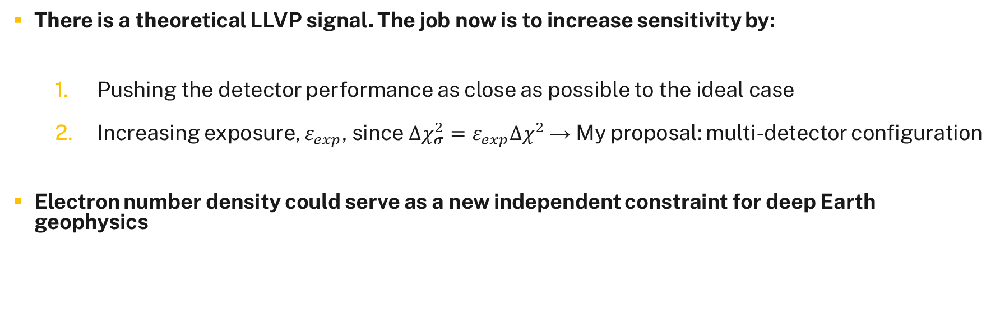 ▪ There is a theoretical LLVP signal. The job now is to increase sensitivity by:
1. Pushing the detector performance as close as possible to the ideal case
2. Increasing exposure, $\varepsilon_{exp}$, since $\Delta\chi^2_\sigma = \varepsilon_{exp}\Delta\chi^2$ → My proposal: multi-detector configuration
▪ Electron number density could serve as a new independent constraint for deep Earth
geophysics